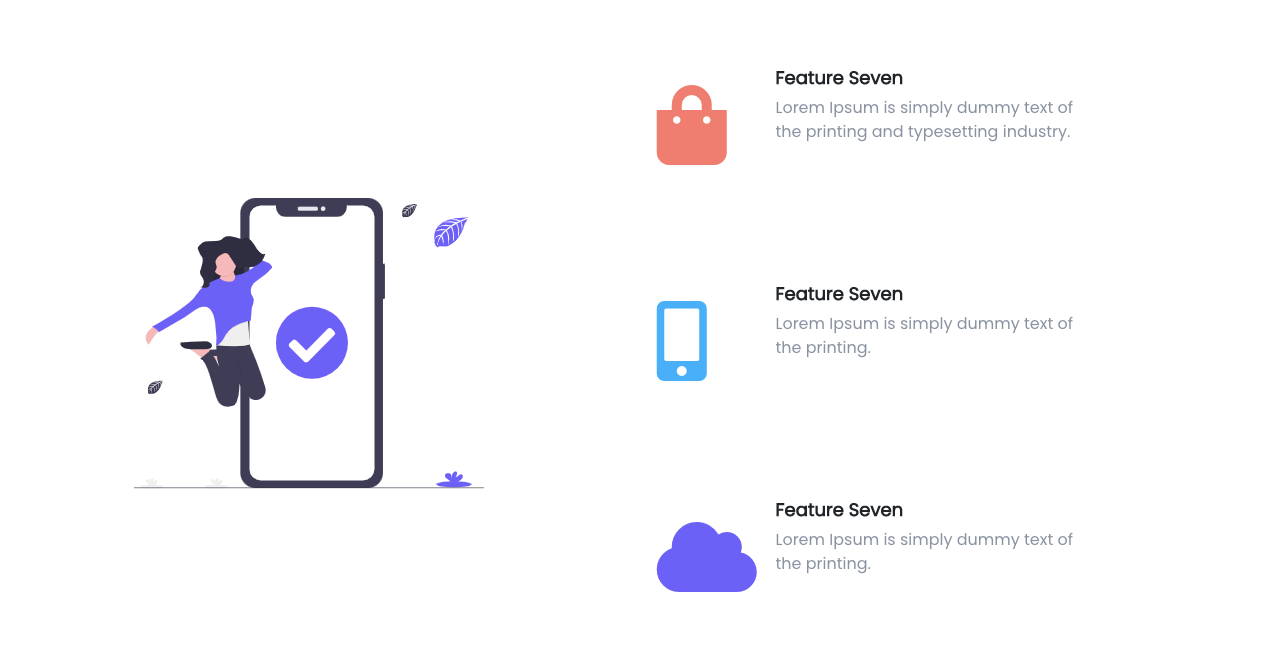 Feature Seven
Lorem Ipsum is simply dummy text of
the printing and typesetting industry.
Feature Seven
Lorem Ipsum is simply dummy text of
the printing.
Feature Seven
Lorem Ipsum is simply dummy text of
the printing.